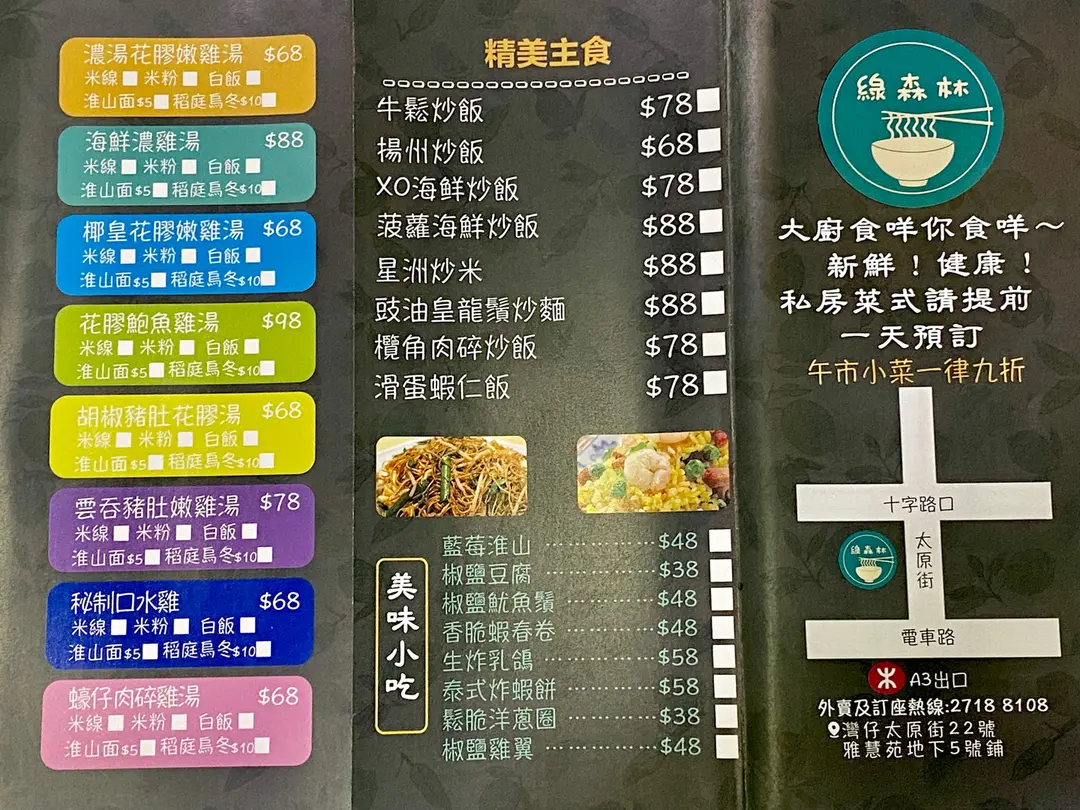 濃湯花膠嫩雞湯 $68
米線 米粉 白飯
淮山面$5 稻庭烏冬$10
海鮮濃雞湯 $88
米線 米粉 白飯
淮山面$5 稻庭烏冬$10
椰皇花膠嫩雞湯 $68
米線 米粉 白飯
淮山面$5 稻庭烏冬$10
花膠鮑魚雞湯 $98
米線 米粉 白飯
淮山面$5 稻庭烏冬$10
胡椒豬肚花膠湯 $68
米線 米粉 白飯
淮山面$5 稻庭烏冬$10
雲吞豬肚嫩雞湯 $78
米線 米粉 白飯
淮山面$5 稻庭烏冬$10
秘制口水雞 $68
米線 米粉 白飯
淮山面$5 稻庭烏冬$10
蠔仔肉碎雞湯 $68
米線 米粉 白飯
淮山面$5 稻庭烏冬$10
精美主食
牛鬆炒飯 $78
揚州炒飯 $68
XO海鮮炒飯 $78
菠蘿海鮮炒飯 $88
星洲炒米 $88
豉油皇龍鬚炒麵 $88
欖角肉碎炒飯 $78
滑蛋蝦仁飯 $78
美味小吃
藍莓淮山 $48
椒鹽豆腐 $38
椒鹽魷魚鬚 $48
香脆蝦春卷 $48
生炸乳鴿 $58
泰式炸蝦餅 $58
鬆脆洋蔥圈 $38
椒鹽雞翼 $48
線森林
大廚食咩你食咩～
新鮮！健康！
私房菜式請提前
一天預訂
午市小菜一律九折
十字路口
線森林
太原街
電車路
A3出口
外賣及訂座熱線:2718 8108
灣仔太原街22號
雅慧苑地下5號鋪